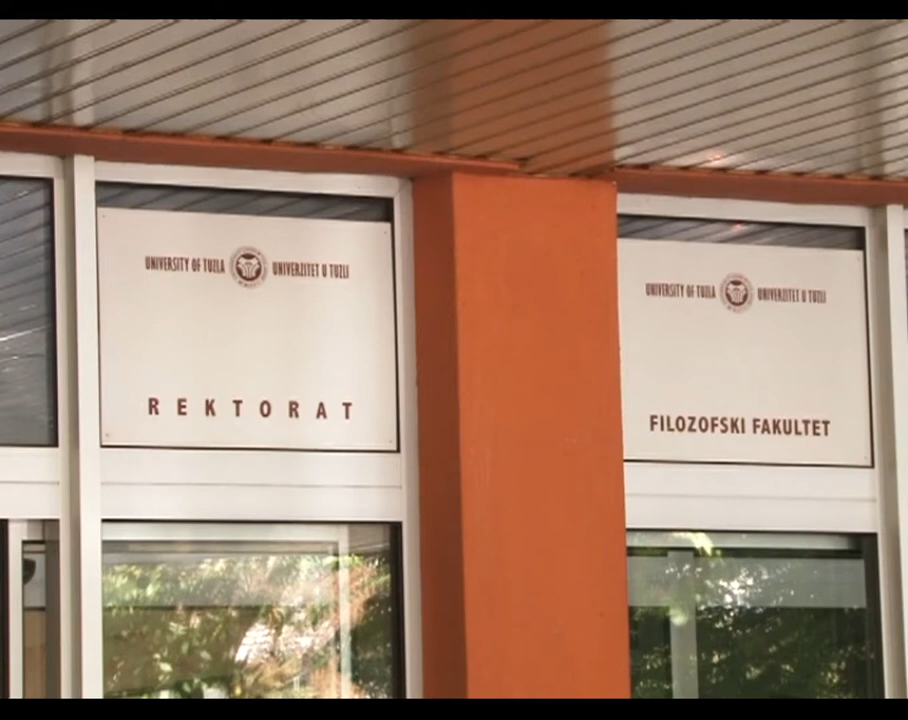 UNIVERSITY OF TUZLA UNIVERZITET U TUZLI
REKTORAT
UNIVERSITY OF TUZLA UNIVERZITET U TUZLI
FILOZOFSKI FAKULTET